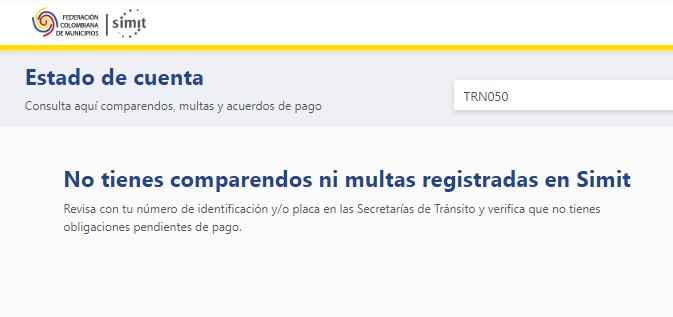 FEDERACIÓN
COLOMBIANA
DE MUNICIPIOS
simit
Estado de cuenta
Consulta aquí comparendos, multas y acuerdos de pago
TRN050
No tienes comparendos ni multas registradas en Simit
Revisa con tu número de identificación y/o placa en las Secretarías de Tránsito y verifica que no tienes
obligaciones pendientes de pago.